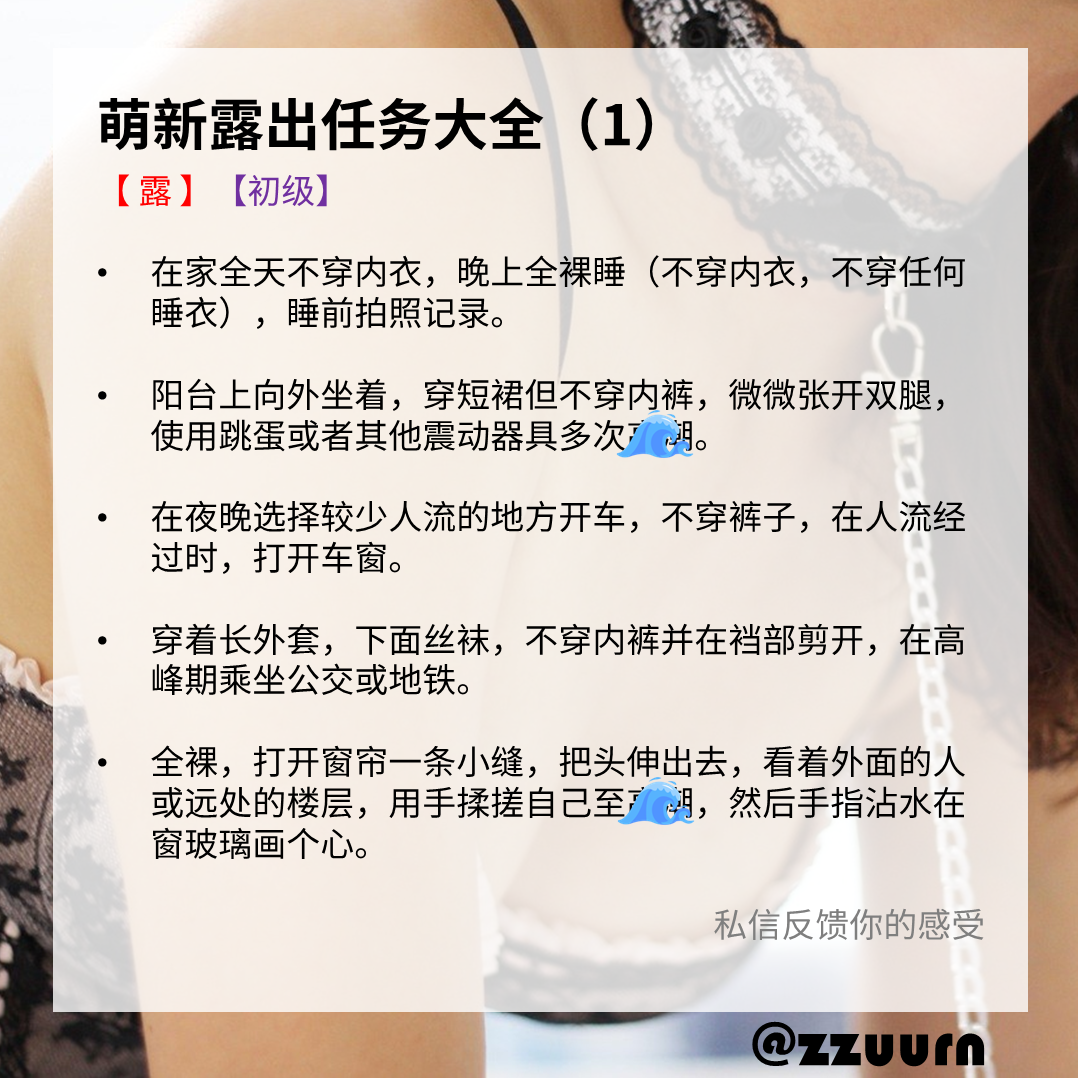 萌新露出任务大全（1）
【 露 】 【初级】
• 在家全天不穿内衣，晚上全裸睡（不穿内衣，不穿任何
睡衣），睡前拍照记录。
• 阳台上向外坐着，穿短裙但不穿内裤，微微张开双腿，
使用跳蛋或者其他震动器具多次🌊潮。
• 在夜晚选择较少人流的地方开车，不穿裤子，在人流经
过时，打开车窗。
• 穿着长外套，下面丝袜，不穿内裤并在裆部剪开，在高
峰期乘坐公交或地铁。
• 全裸，打开窗帘一条小缝，把头伸出去，看着外面的人
或远处的楼层，用手揉搓自己至🌊潮，然后手指沾水在
窗玻璃画个心。
私信反馈你的感受
@zzuurn